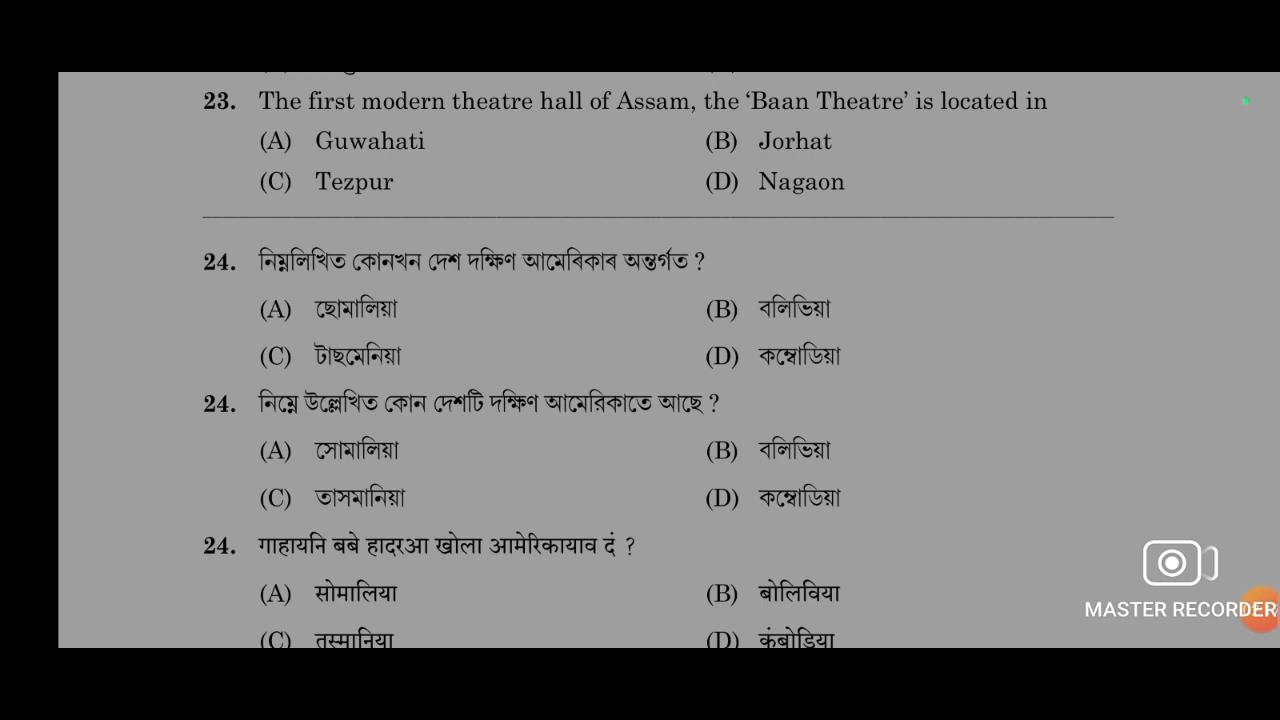 23. The first modern theatre hall of Assam, the ‘Baan Theatre’ is located in
(A) Guwahati (B) Jorhat
(C) Tezpur (D) Nagaon
24. নিম্নলিখিত কোনখন দেশ দক্ষিণ আমেৰিকাৰ অন্তৰ্গত ?
(A) ছোমালিয়া (B) বলিভিয়া
(C) টাছমেনিয়া (D) কম্বোডিয়া
24. নিম্নে উল্লেখিত কোন দেশটি দক্ষিণ আমেরিকাতে আছে ?
(A) সোমালিয়া (B) বলিভিয়া
(C) তাসমানিয়া (D) কম্বোডিয়া
24. गाहायनि बबे हादरआ खोला आमेरिकायाव दं ?
(A) सोमालिया (B) बोलिविया
(C) तस्मानिया (D) कंबोडिया
MASTER RECORDER